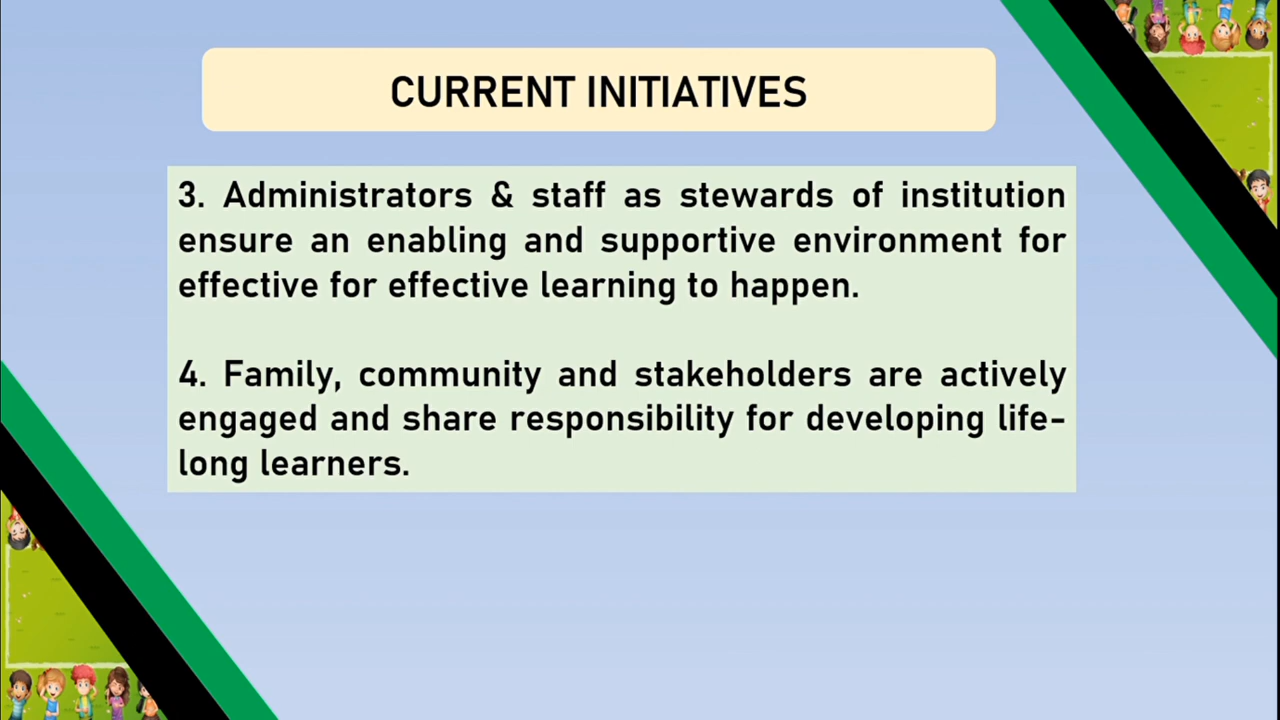 CURRENT INITIATIVES
3. Administrators & staff as stewards of institution
ensure an enabling and supportive environment for
effective for effective learning to happen.
4. Family, community and stakeholders are actively
engaged and share responsibility for developing life-
long learners.